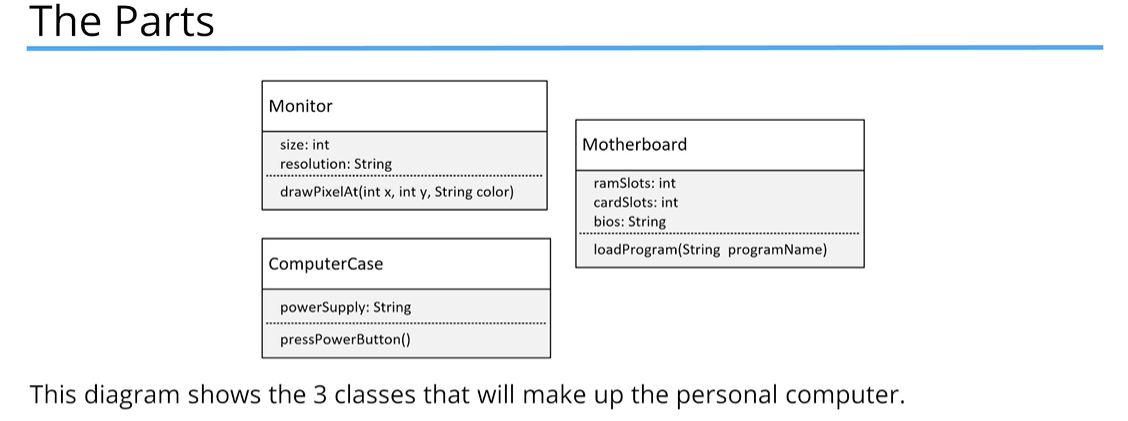 The Parts
Monitor
size: int
resolution: String
drawPixelAt(int x, int y, String color)
Motherboard
ramSlots: int
cardSlots: int
bios: String
loadProgram(String programName)
ComputerCase
powerSupply: String
pressPowerButton()
This diagram shows the 3 classes that will make up the personal computer.